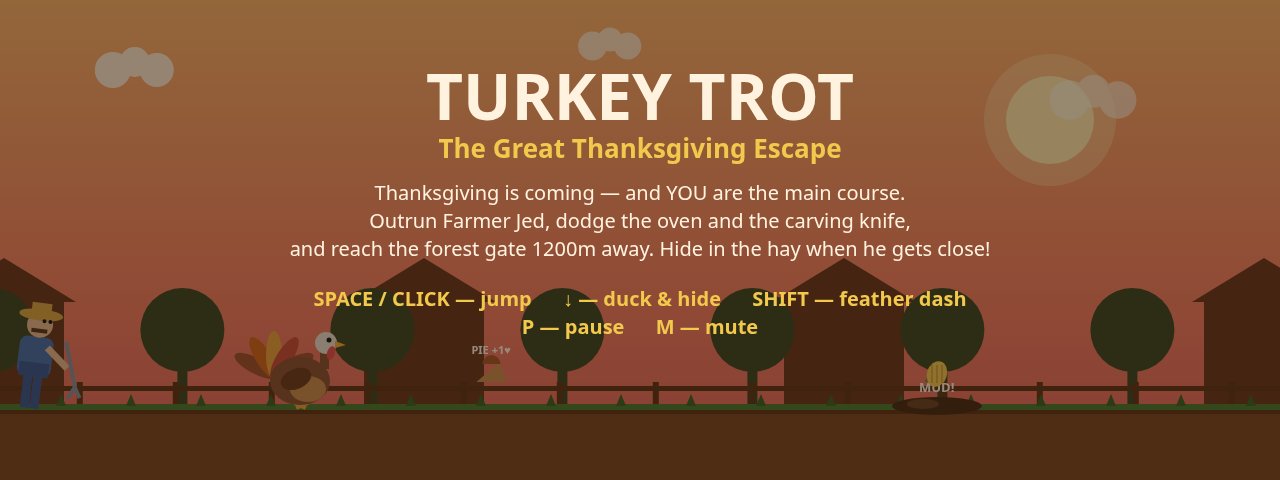 TURKEY TROT
The Great Thanksgiving Escape
Thanksgiving is coming — and YOU are the main course.
Outrun Farmer Jed, dodge the oven and the carving knife,
and reach the forest gate 1200m away. Hide in the hay when he gets close!
SPACE / CLICK — jump ↓ — duck & hide SHIFT — feather dash
P — pause M — mute
PIE +1♥
MUD!